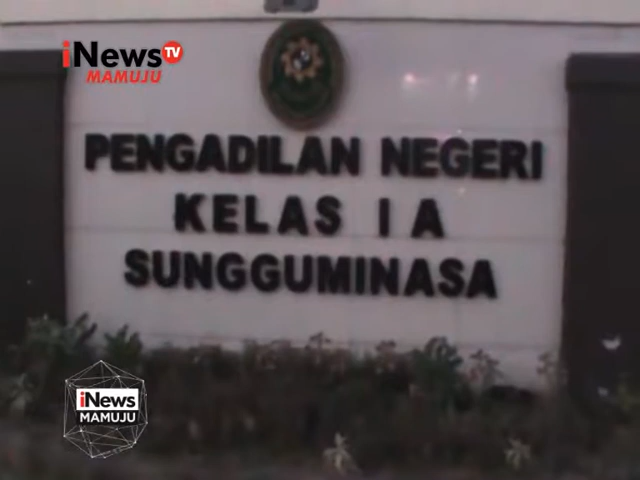 iNews TV
MAMUJU
PENGADILAN NEGERI
KELAS I A
SUNGGUMINASA
iNews
MAMUJU